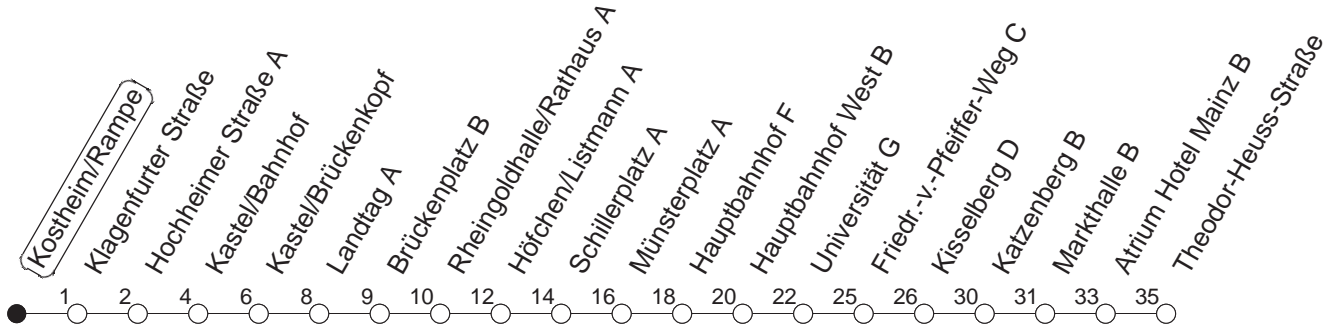 Kostheim/Rampe
Klagenfurter Straße
Hochheimer Straße A
Kastel/Bahnhof
Kastel/Brückenkopf
Landtag A
Brückenplatz B
Rheingoldhalle/Rathaus A
Höfchen/Listmann A
Schillerplatz A
Münsterplatz A
Hauptbahnhof F
Hauptbahnhof West B
Universität G
Friedr.-v.-Pfeiffer-Weg C
Kisselberg D
Katzenberg B
Markthalle B
Atrium Hotel Mainz B
Theodor-Heuss-Straße
1 2 4 6 8 9 10 12 14 16 18 20 22 25 26 30 31 33 35